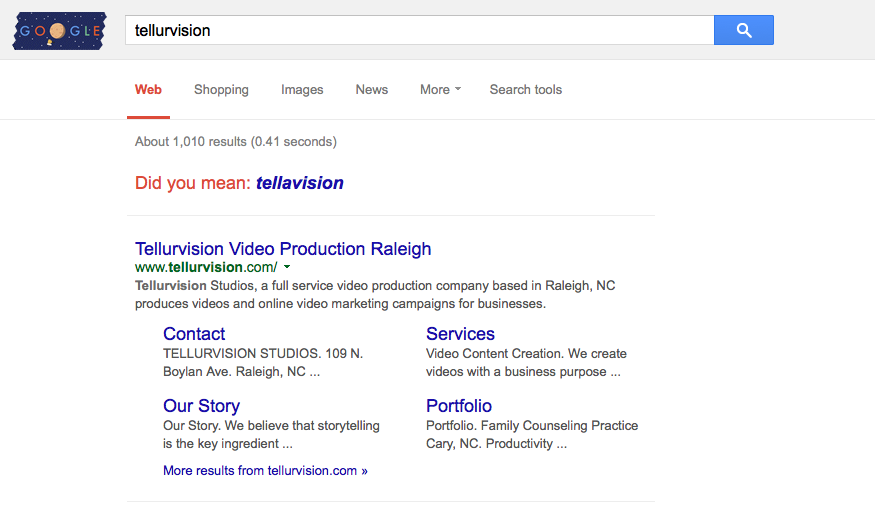 GOOGLE
tellurvision
Web Shopping Images News More Search tools
About 1,010 results (0.41 seconds)
Did you mean: tellavision
Tellurvision Video Production Raleigh
www.tellurvision.com/
Tellurvision Studios, a full service video production company based in Raleigh, NC
produces videos and online video marketing campaigns for businesses.
Contact
TELLURVISION STUDIOS. 109 N.
Boylan Ave. Raleigh, NC ...
Services
Video Content Creation. We create
videos with a business purpose ...
Our Story
Our Story. We believe that storytelling
is the key ingredient ...
Portfolio
Portfolio. Family Counseling Practice
Cary, NC. Productivity ...
More results from tellurvision.com »